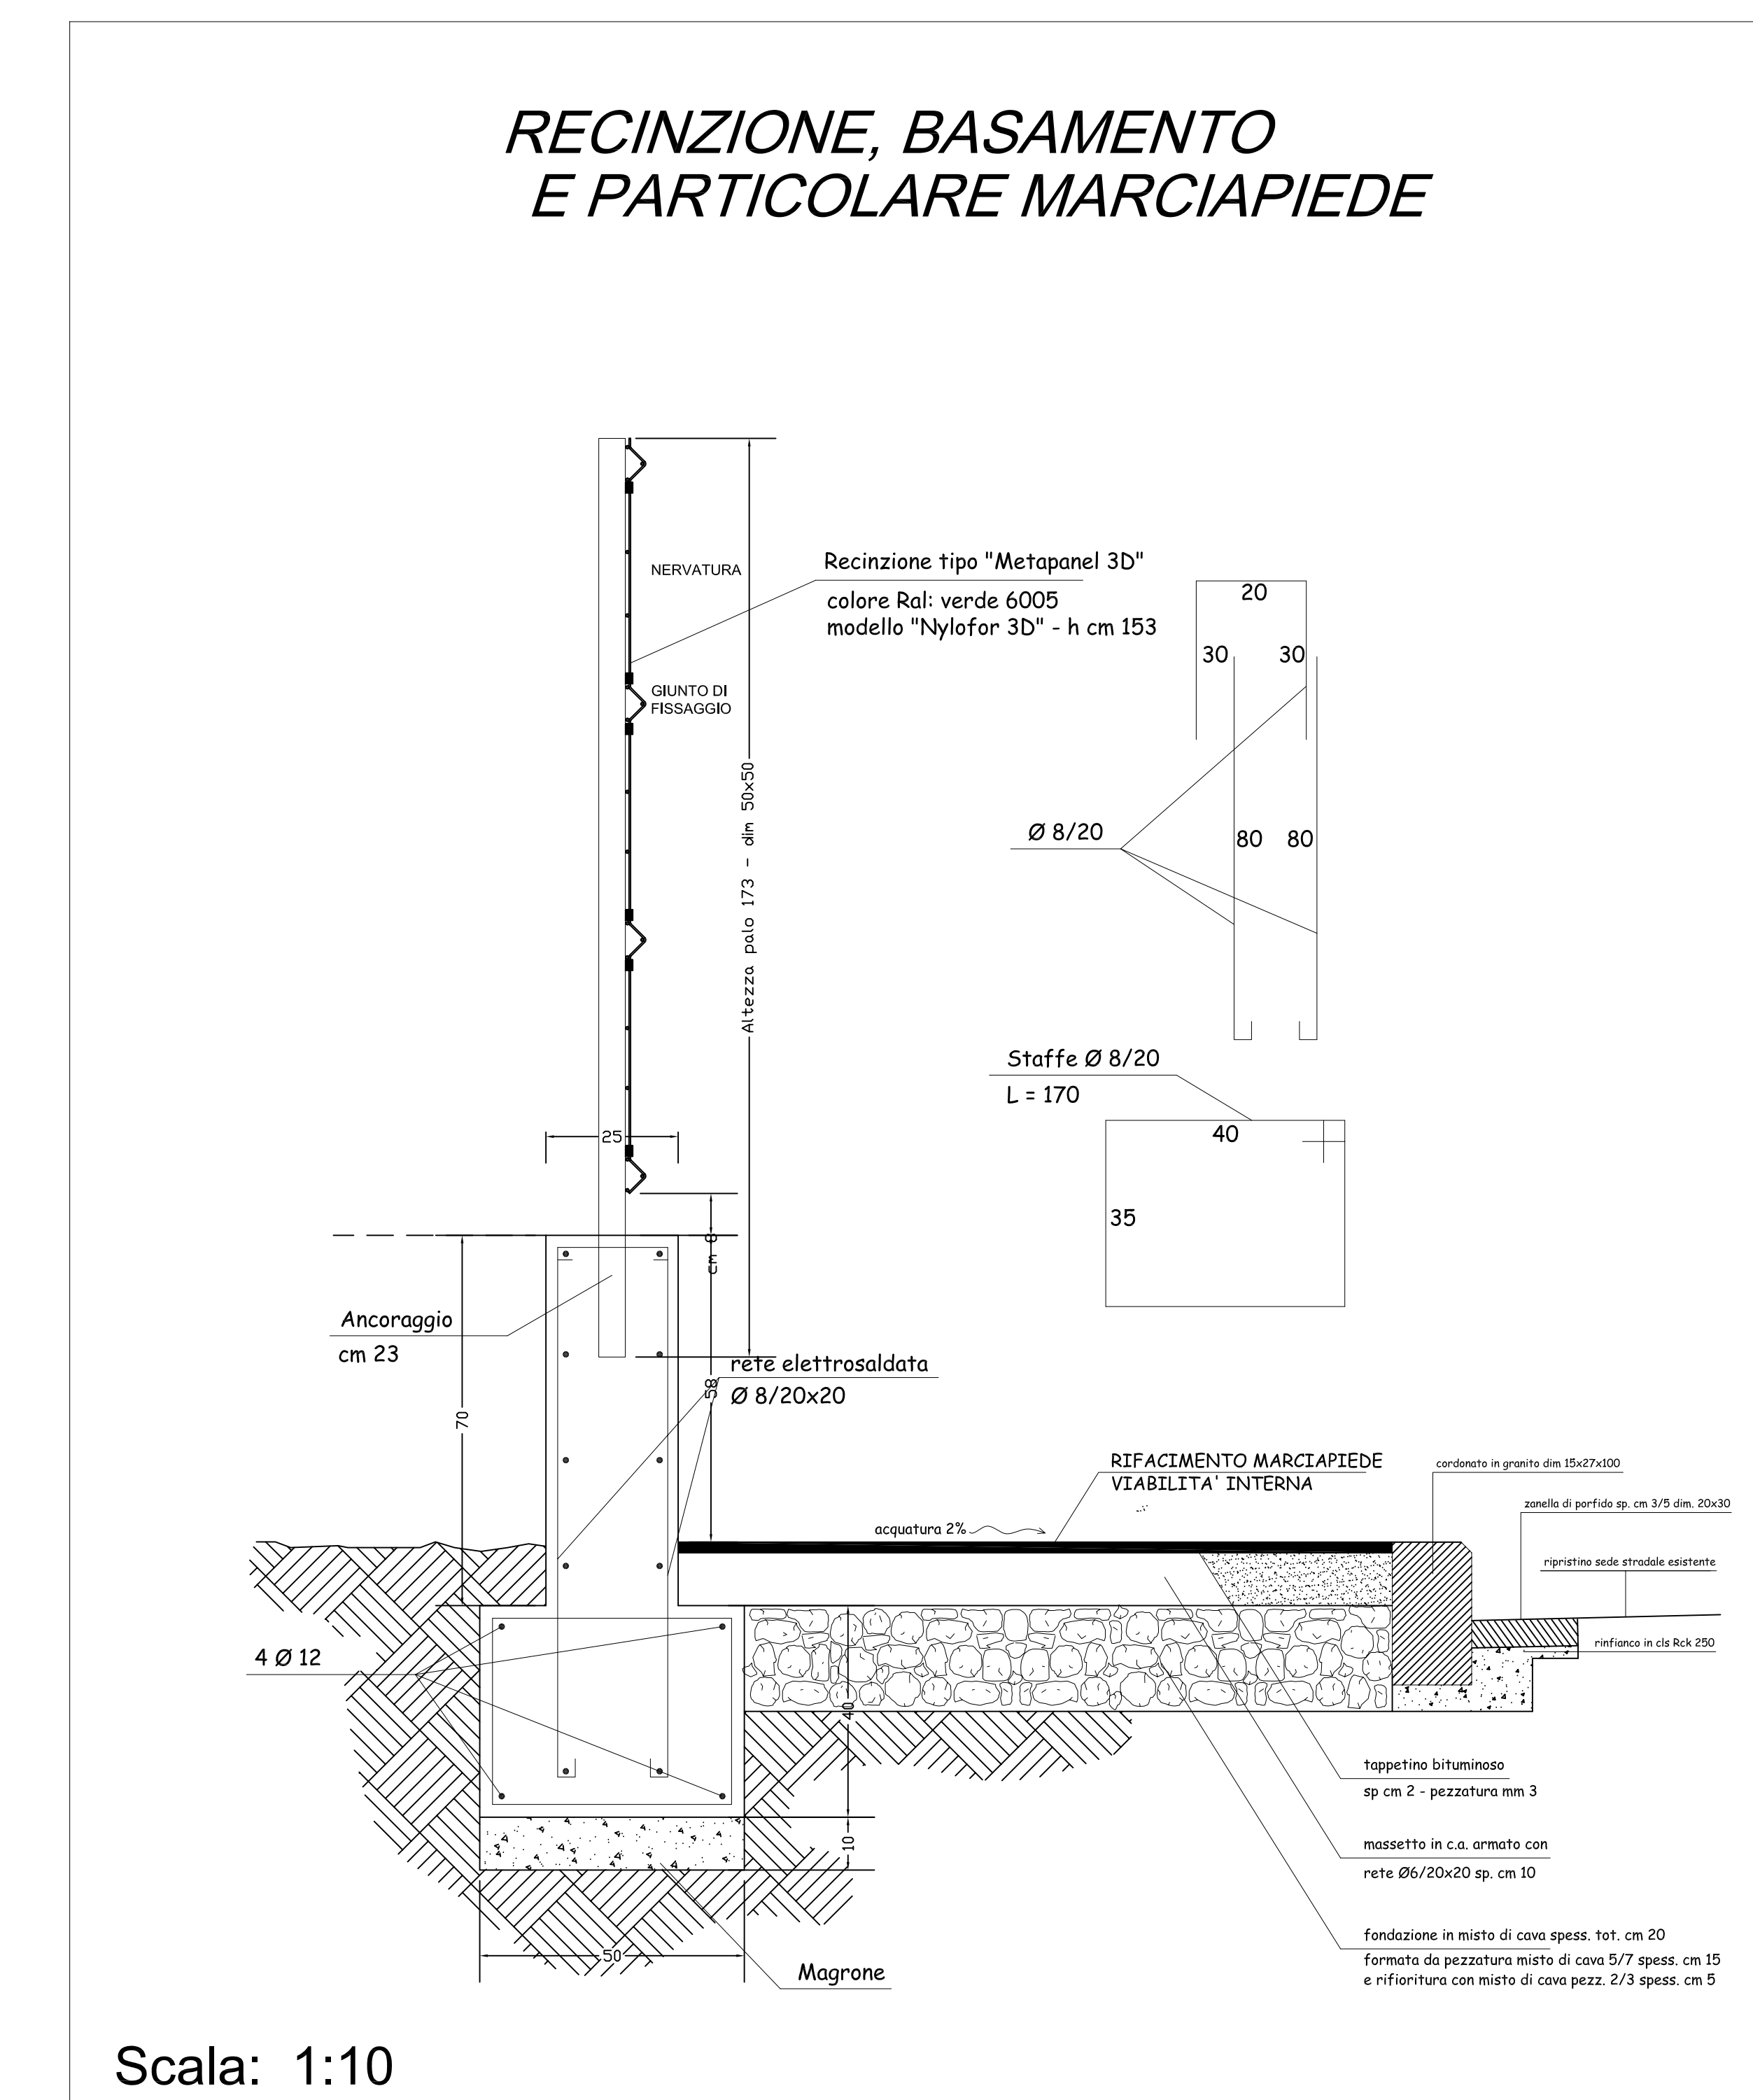 RECINZIONE, BASAMENTO
E PARTICOLARE MARCIAPIEDE
NERVATURA
Recinzione tipo "Metapanel 3D"
colore Ral: verde 6005
modello "Nylofor 3D" - h cm 153
GIUNTO DI
FISSAGGIO
Altezza palo 173 - dim 50x50
20
30
30
Ø 8/20
80
80
Staffe Ø 8/20
L = 170
40
35
25
cm 8
Ancoraggio
cm 23
rete elettrosaldata
Ø 8/20x20
58
70
RIFACIMENTO MARCIAPIEDE
VIABILITA' INTERNA
acquatura 2%
cordonato in granito dim 15x27x100
zanella di porfido sp. cm 3/5 dim. 20x30
ripristino sede stradale esistente
rinfianco in cls Rck 250
4 Ø 12
40
10
50
Magrone
tappetino bituminoso
sp cm 2 - pezzatura mm 3
massetto in c.a. armato con
rete Ø6/20x20 sp. cm 10
fondazione in misto di cava spess. tot. cm 20
formata da pezzatura misto di cava 5/7 spess. cm 15
e rifioritura con misto di cava pezz. 2/3 spess. cm 5
Scala: 1:10